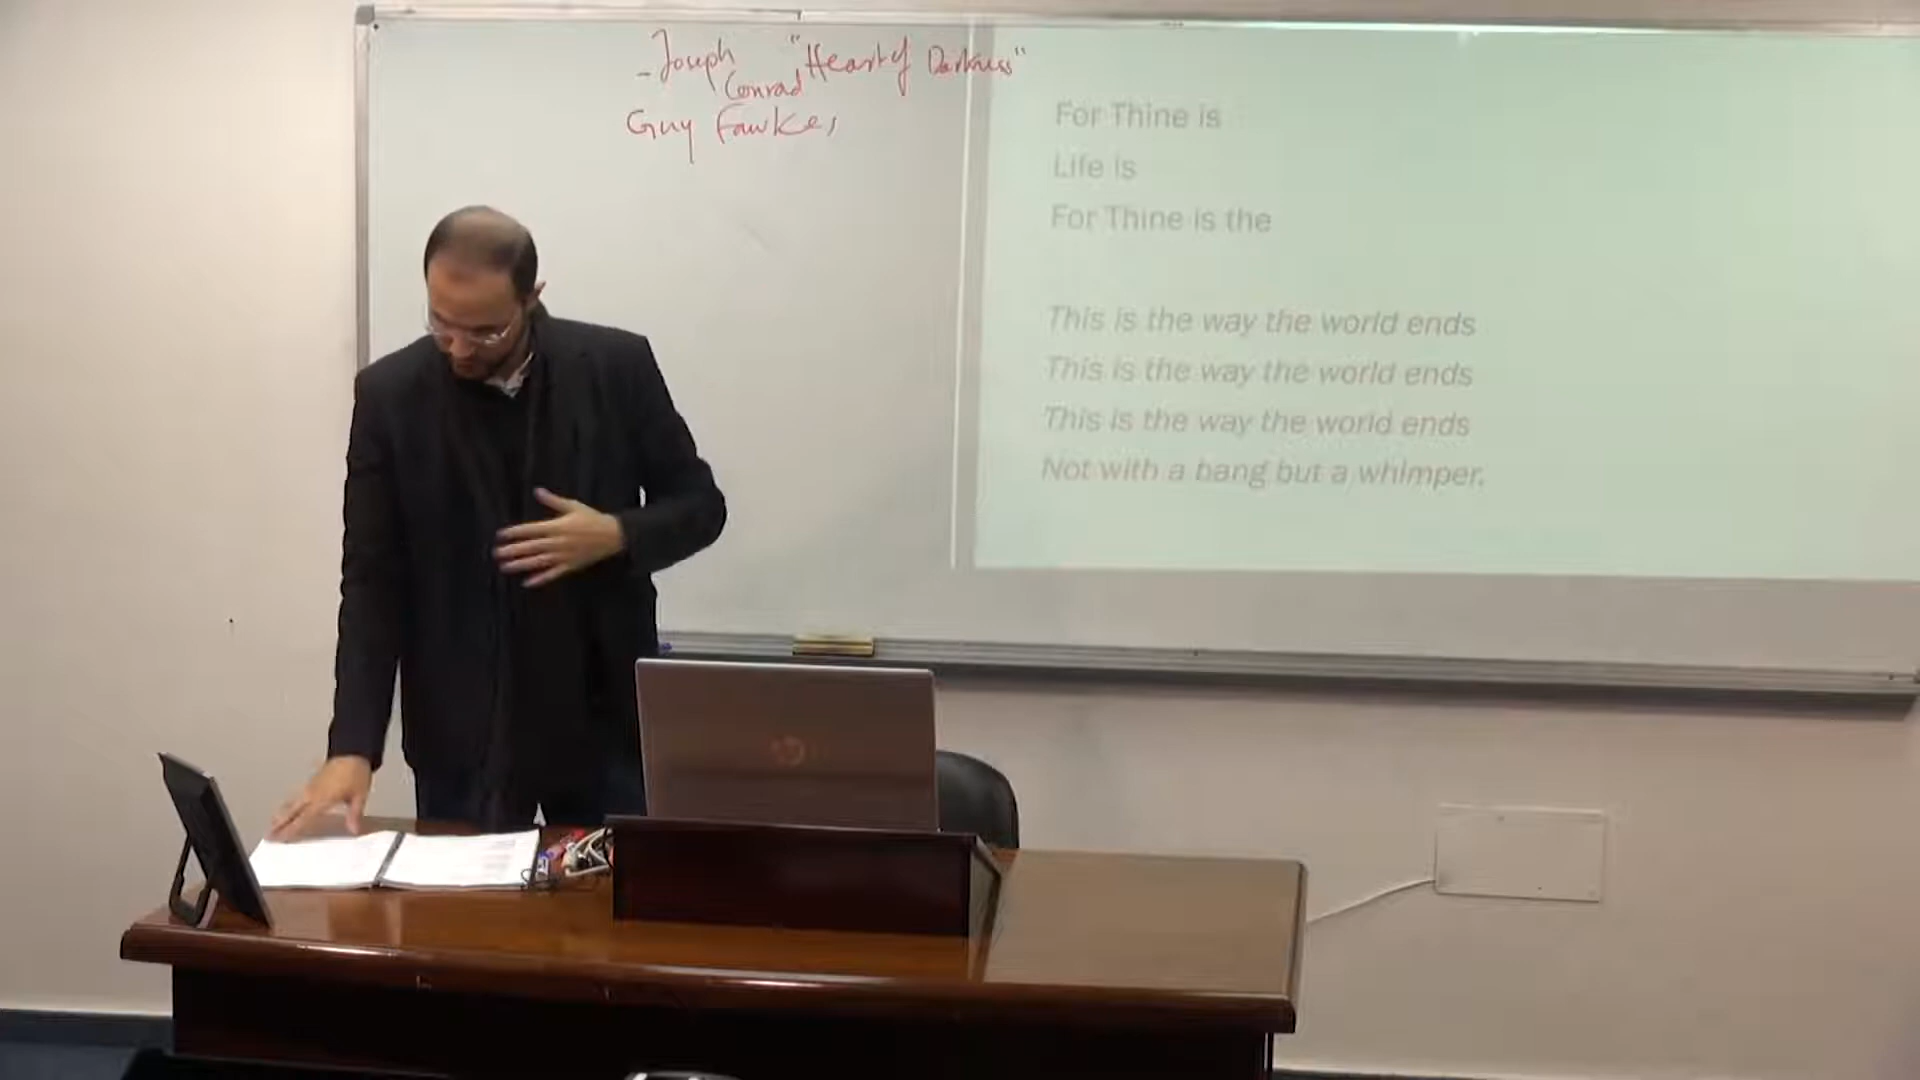 - Joseph "Heart of Darkness"
Conrad
Guy Fawkes
For Thine is
Life is
For Thine is the
This is the way the world ends
This is the way the world ends
This is the way the world ends
Not with a bang but a whimper.
hp